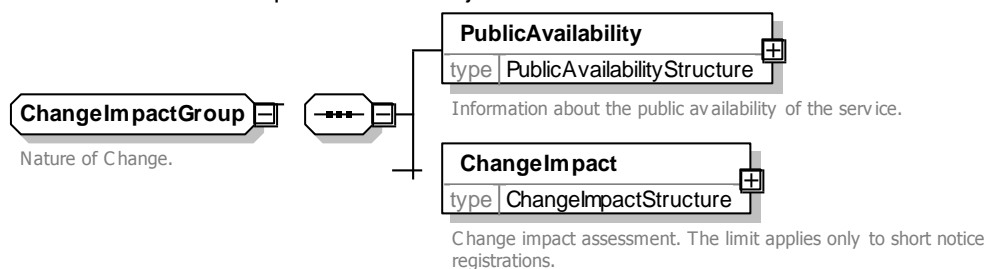 PublicAvailability
type PublicAvailabilityStructure
Information about the public availability of the service.
ChangeImpactGroup
Nature of Change.
ChangeImpact
type ChangeImpactStructure
Change impact assessment. The limit applies only to short notice
registrations.